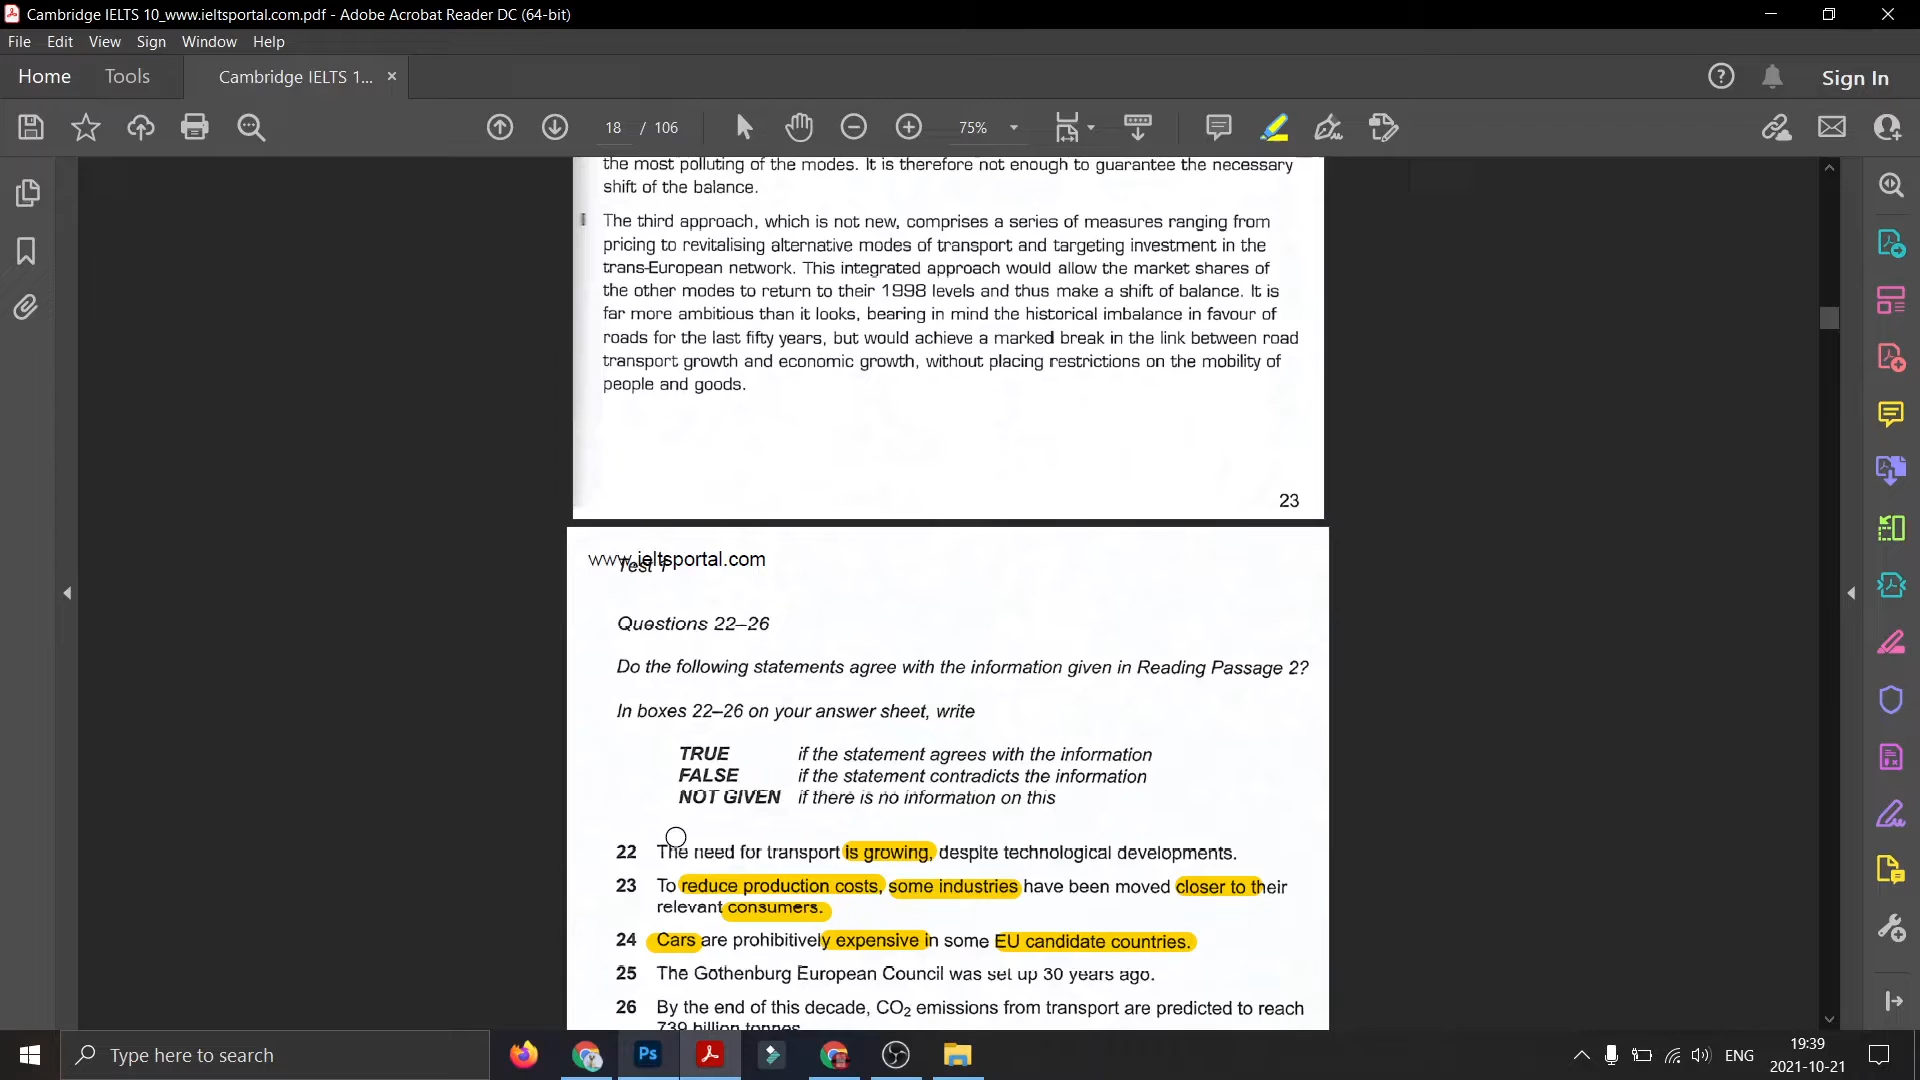 Cambridge IELTS 10_www.ieltsportal.com.pdf - Adobe Acrobat Reader DC (64-bit)
File Edit View Sign Window Help
Home Tools Cambridge IELTS 1... × Sign In
18 / 106 75%
the most polluting of the modes. It is therefore not enough to guarantee the necessary
shift of the balance.
The third approach, which is not new, comprises a series of measures ranging from
pricing to revitalising alternative modes of transport and targeting investment in the
trans-European network. This integrated approach would allow the market shares of
the other modes to return to their 1998 levels and thus make a shift of balance. It is
far more ambitious than it looks, bearing in mind the historical imbalance in favour of
roads for the last fifty years, but would achieve a marked break in the link between road
transport growth and economic growth, without placing restrictions on the mobility of
people and goods.
23
www.ieltsportal.com
Test 1
Questions 22–26
Do the following statements agree with the information given in Reading Passage 2?
In boxes 22–26 on your answer sheet, write
TRUE if the statement agrees with the information
FALSE if the statement contradicts the information
NOT GIVEN if there is no information on this
22 The need for transport is growing, despite technological developments.
23 To reduce production costs, some industries have been moved closer to their
relevant consumers.
24 Cars are prohibitively expensive in some EU candidate countries.
25 The Gothenburg European Council was set up 30 years ago.
26 By the end of this decade, CO2 emissions from transport are predicted to reach
739 billion tonnes.
Type here to search
Ps
ENG
19:39
2021-10-21